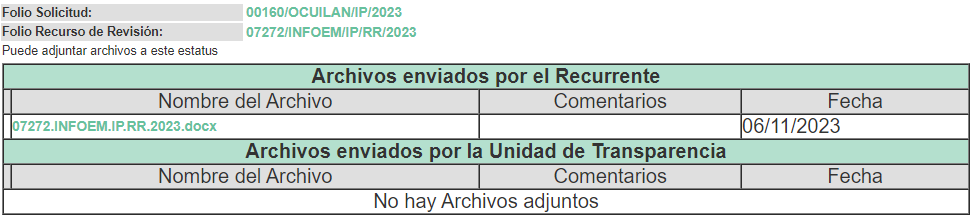 Folio Solicitud: 00160/OCUILAN/IP/2023
Folio Recurso de Revisión: 07272/INFOEM/IP/RR/2023
Puede adjuntar archivos a este estatus
Archivos enviados por el Recurrente
Nombre del Archivo Comentarios Fecha
07272.INFOEM.IP.RR.2023.docx 06/11/2023
Archivos enviados por la Unidad de Transparencia
Nombre del Archivo Comentarios Fecha
No hay Archivos adjuntos